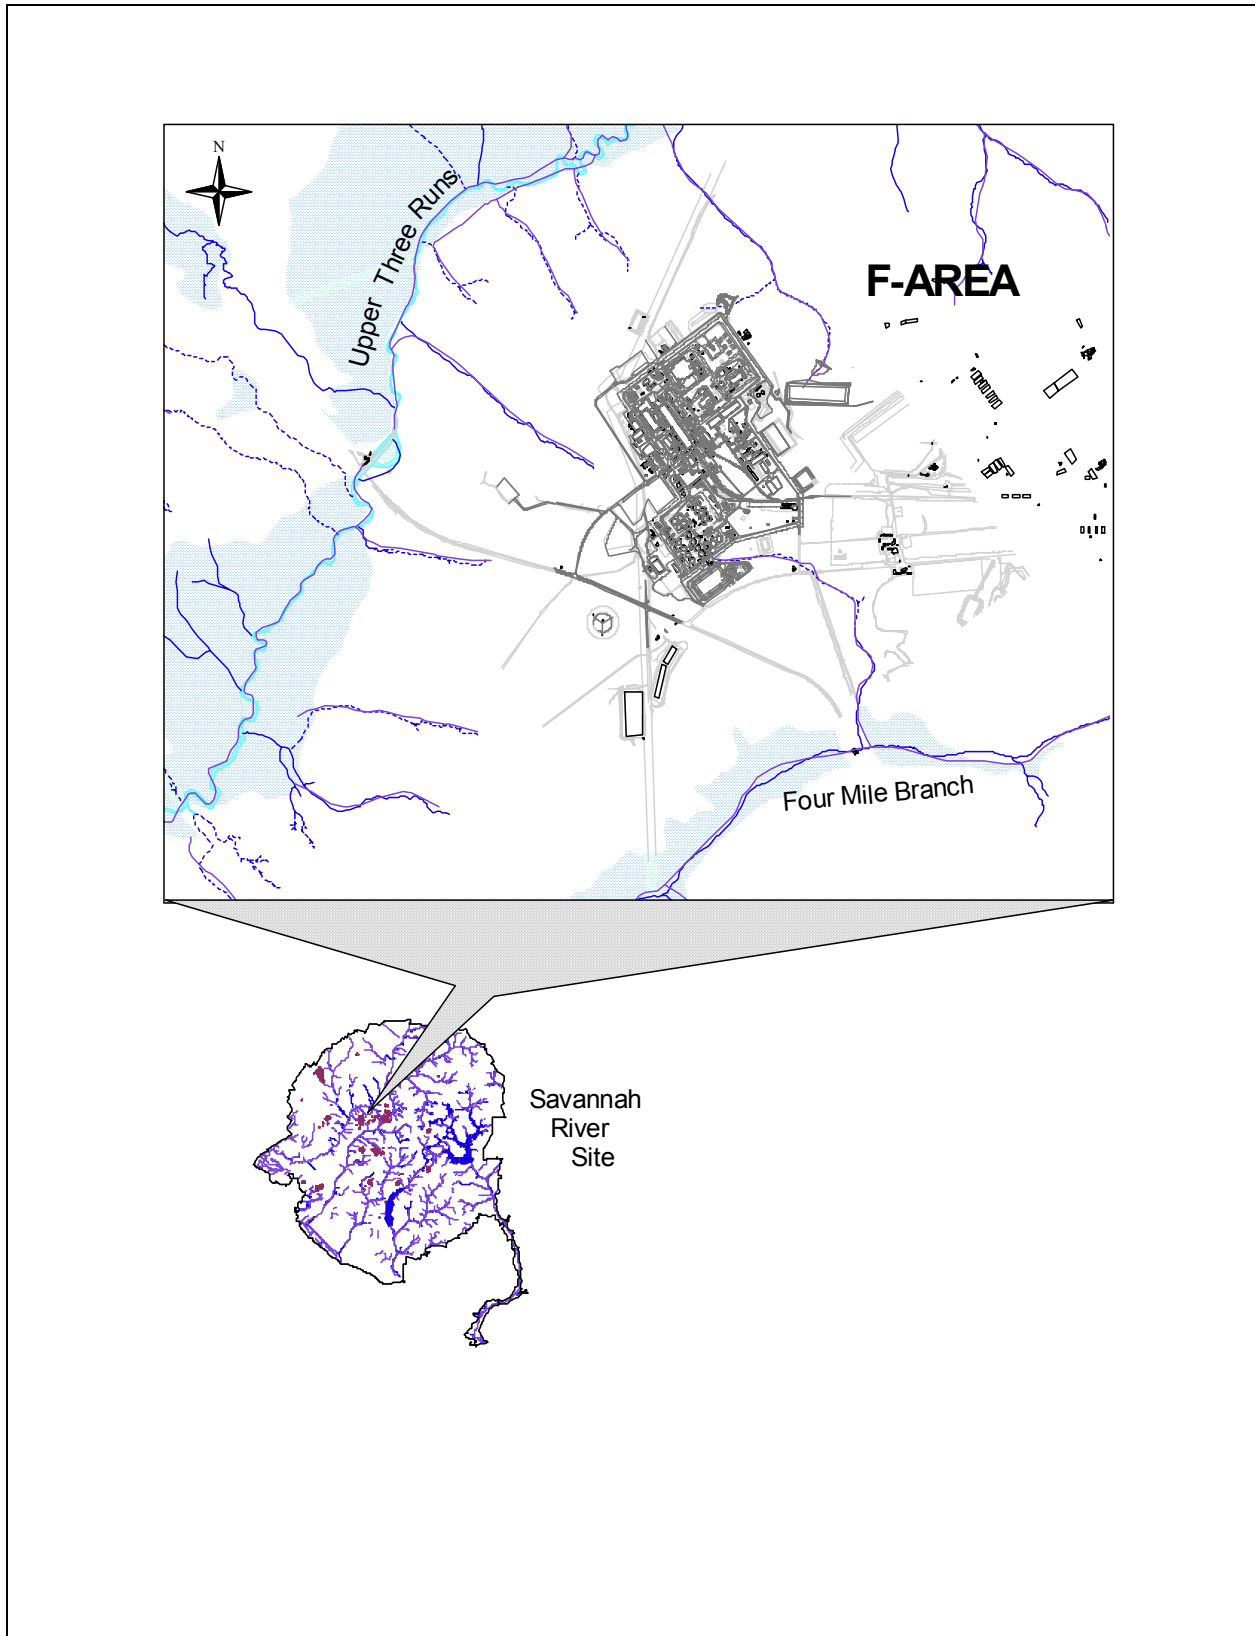 N
Upper Three Runs
F-AREA
Four Mile Branch
Savannah
River
Site